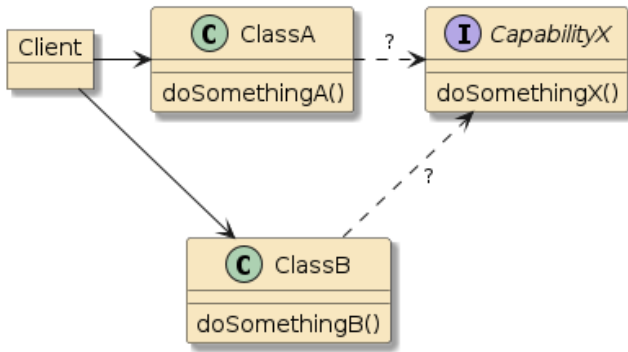 Client
C ClassA
doSomethingA()
?
I CapabilityX
doSomethingX()
?
C ClassB
doSomethingB()